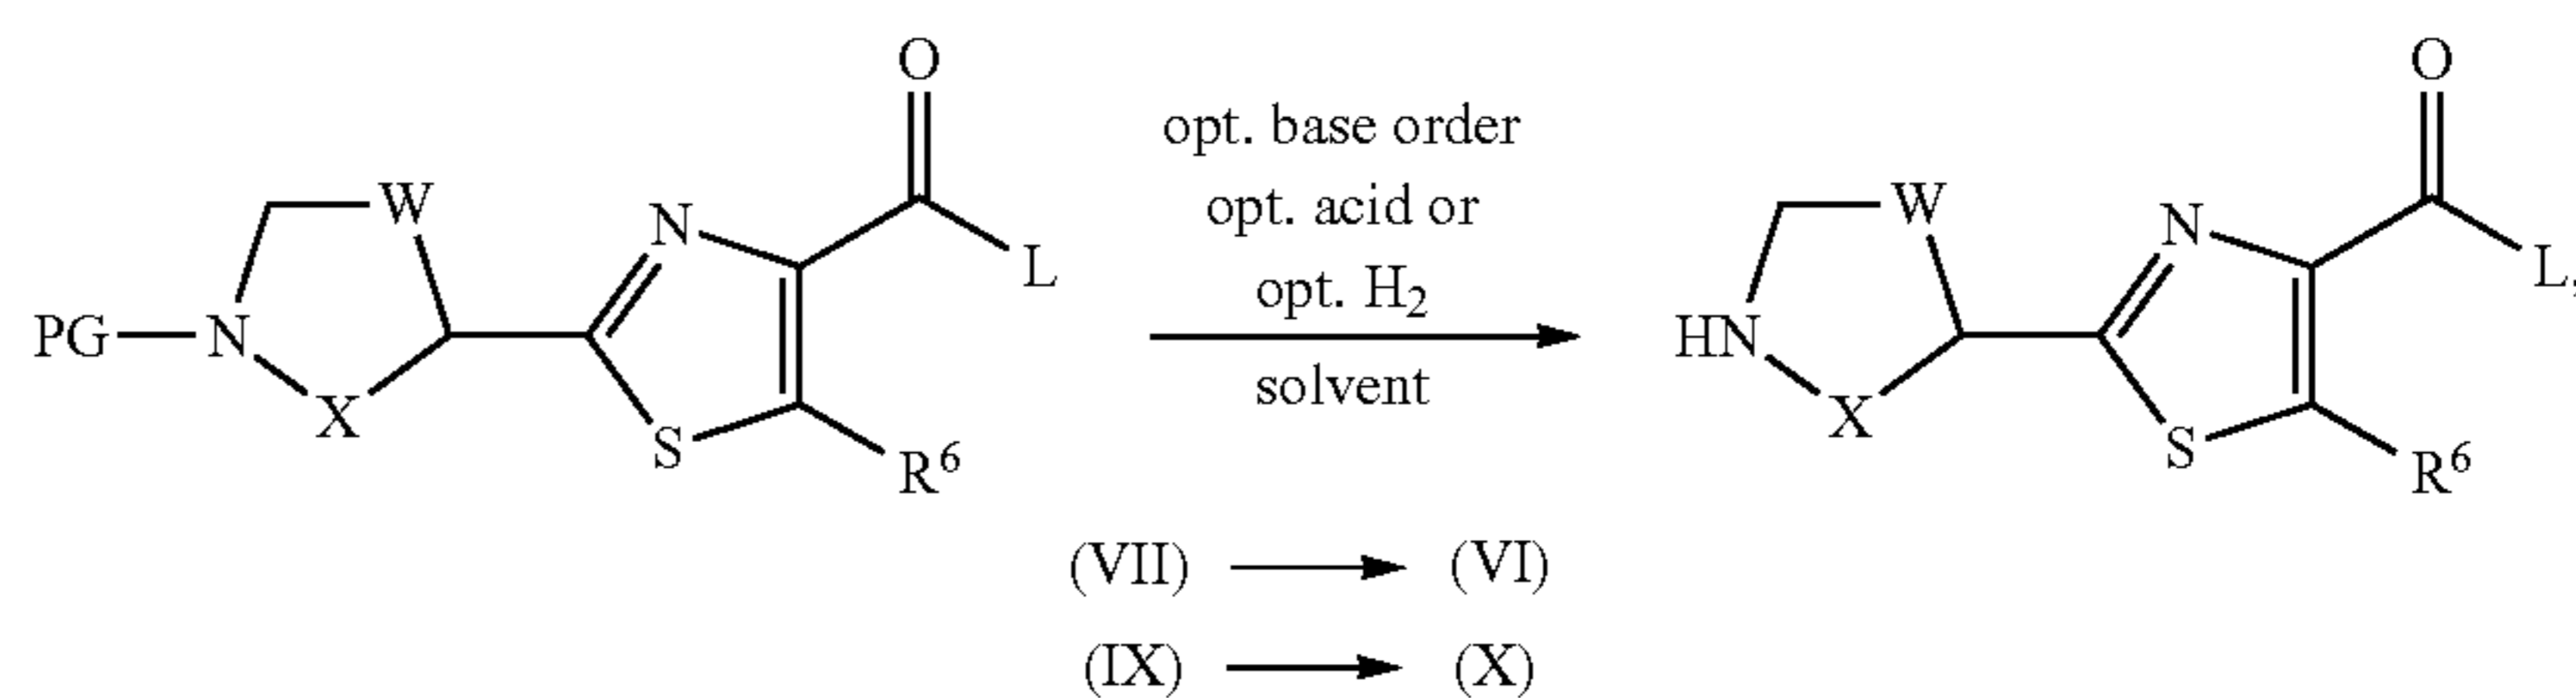 O O
opt. base order
W N L opt. acid or W N L,
opt. H2
PG—N HN
solvent
X S R6 X S R6
(VII) → (VI)
(IX) → (X)